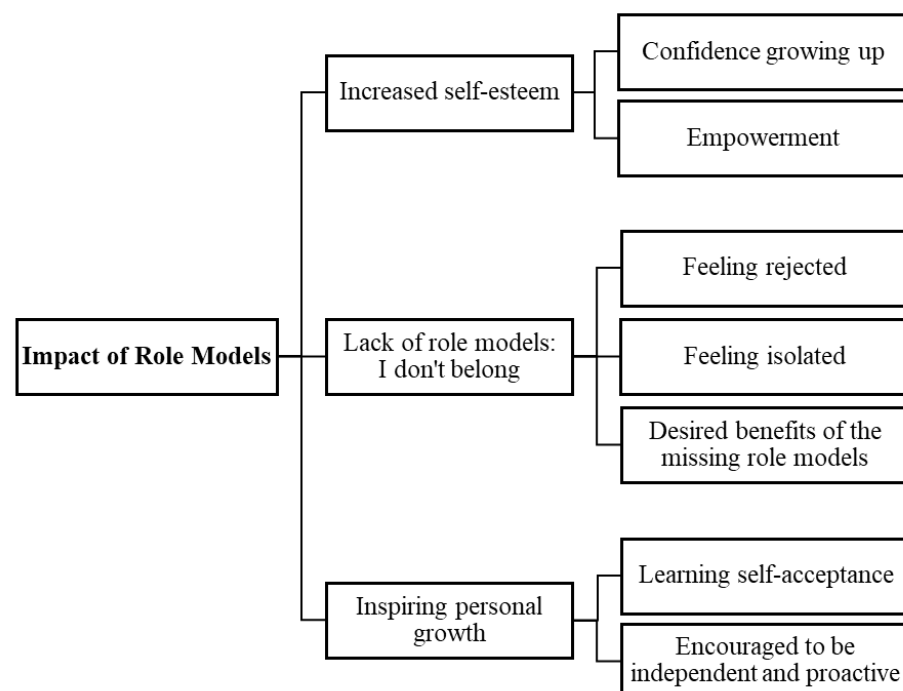 Impact of Role Models
Increased self-esteem
Confidence growing up
Empowerment
Lack of role models:
I don't belong
Feeling rejected
Feeling isolated
Desired benefits of the
missing role models
Inspiring personal
growth
Learning self-acceptance
Encouraged to be
independent and proactive